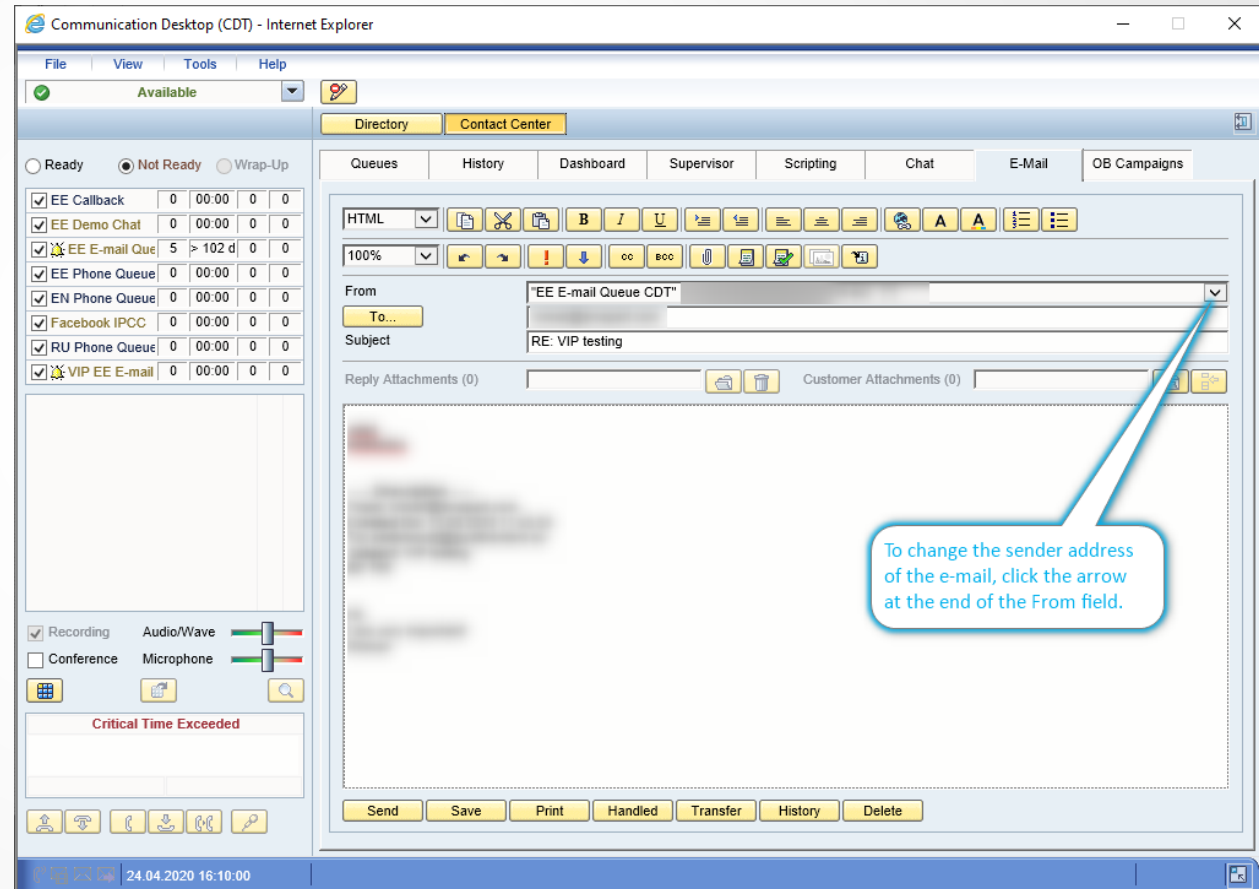 Communication Desktop (CDT) - Internet Explorer
File View Tools Help
Available
Directory Contact Center
Ready Not Ready Wrap-Up
Queues History Dashboard Supervisor Scripting Chat E-Mail OB Campaigns
EE Callback 0 00:00 0 0
EE Demo Chat 0 00:00 0 0
EE E-mail Que 5 > 102 d 0 0
EE Phone Queue 0 00:00 0 0
EN Phone Queue 0 00:00 0 0
Facebook IPCC 0 00:00 0 0
RU Phone Queue 0 00:00 0 0
VIP EE E-mail 0 00:00 0 0
HTML B I U A A
100% ! CC BCC
From "EE E-mail Queue CDT"
To...
Subject RE: VIP testing
Reply Attachments (0) Customer Attachments (0)
To change the sender address
of the e-mail, click the arrow
at the end of the From field.
Recording Audio/Wave
Conference Microphone
Critical Time Exceeded
Send Save Print Handled Transfer History Delete
24.04.2020 16:10:00